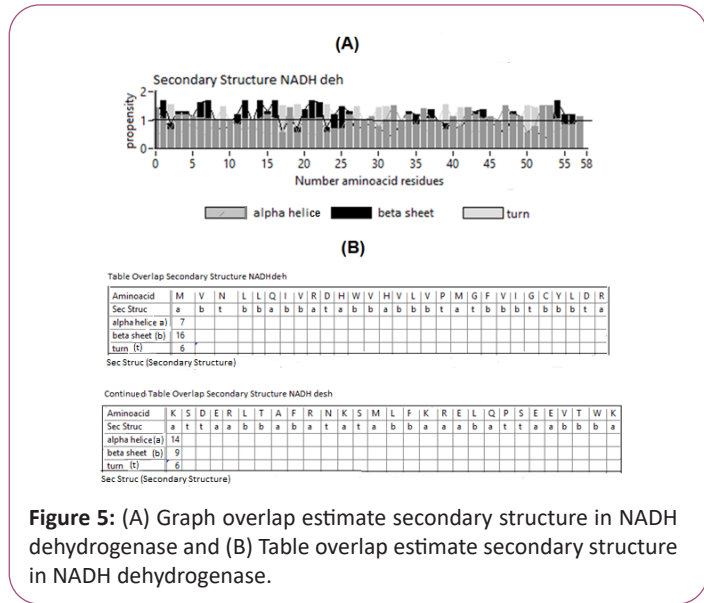 (A)
Secondary Structure NADH deh
propensity
2
1
0
0 5 10 15 20 25 30 35 40 45 50 55 58
Number aminoacid residues
alpha helice beta sheet turn
(B)
Table Overlap Secondary Structure NADHdeh
Aminoacid M V N L L Q I V R D H W V H V L V P M G F V I G C Y L D R
Sec Struc a b t b b a b b a t a b b a b b b t a t b b b t b b b t a
alpha helice a) 7
beta sheet (b) 16
turn (t) 6
Sec Struc (Secondary Structure)
Continued Table Overlap Secondary Structure NADH desh
Aminoacid K S D E R L T A F R N K S M L F K R E L Q P S E E V T W K
Sec Struc a t t a a b b a b a t a t a b b a a a b a t t a a b b b a
alpha helice(a) 14
beta sheet (b) 9
turn (t) 6
Sec Struc (Secondary Structure)
Figure 5: (A) Graph overlap estimate secondary structure in NADH
dehydrogenase and (B) Table overlap estimate secondary structure
in NADH dehydrogenase.